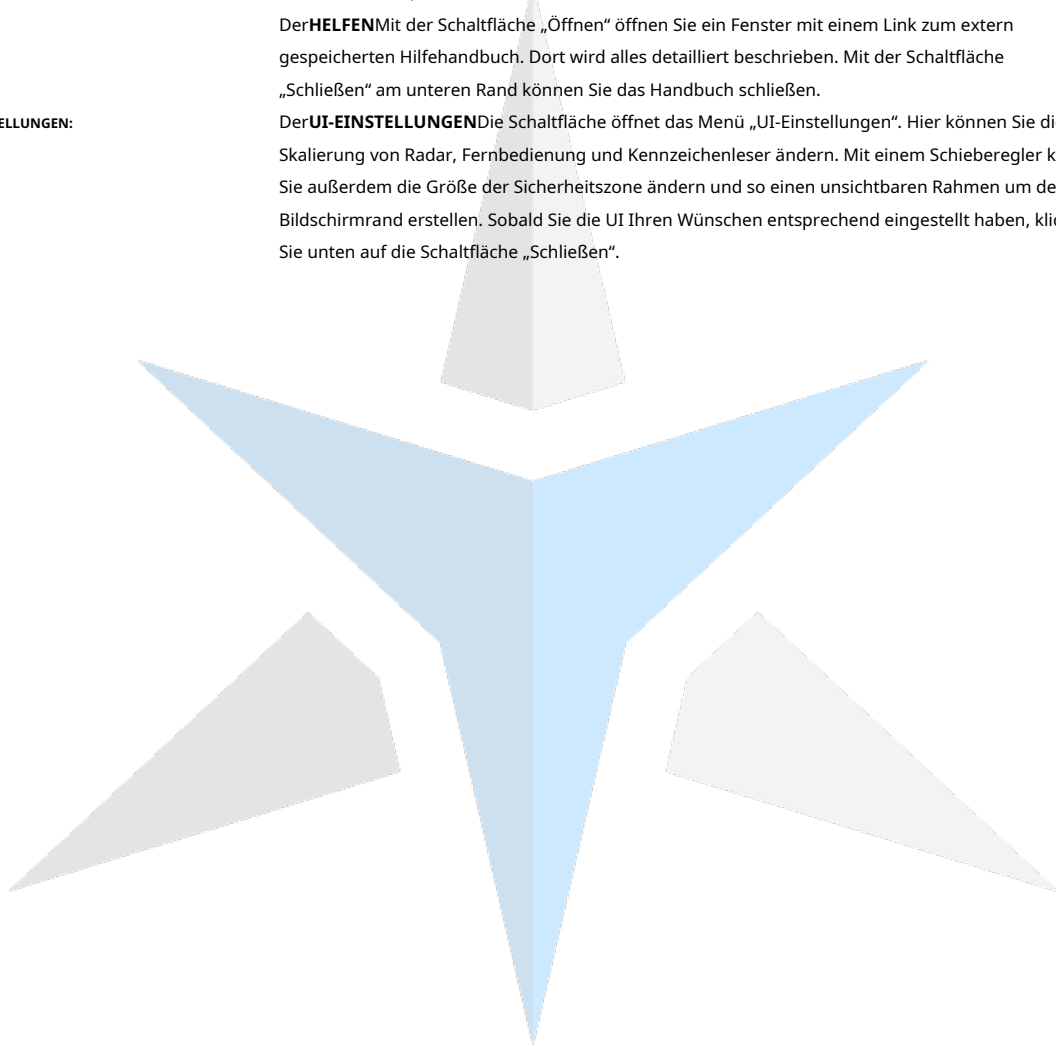 Der HELFEN Mit der Schaltfläche „Öffnen“ öffnen Sie ein Fenster mit einem Link zum extern
gespeicherten Hilfehandbuch. Dort wird alles detailliert beschrieben. Mit der Schaltfläche
„Schließen“ am unteren Rand können Sie das Handbuch schließen.
ELLUNGEN:
DerUI-EINSTELLUNGENDie Schaltfläche öffnet das Menü „UI-Einstellungen“. Hier können Sie di
Skalierung von Radar, Fernbedienung und Kennzeichenleser ändern. Mit einem Schieberegler k
Sie außerdem die Größe der Sicherheitszone ändern und so einen unsichtbaren Rahmen um de
Bildschirmrand erstellen. Sobald Sie die UI Ihren Wünschen entsprechend eingestellt haben, kli
Sie unten auf die Schaltfläche „Schließen“.